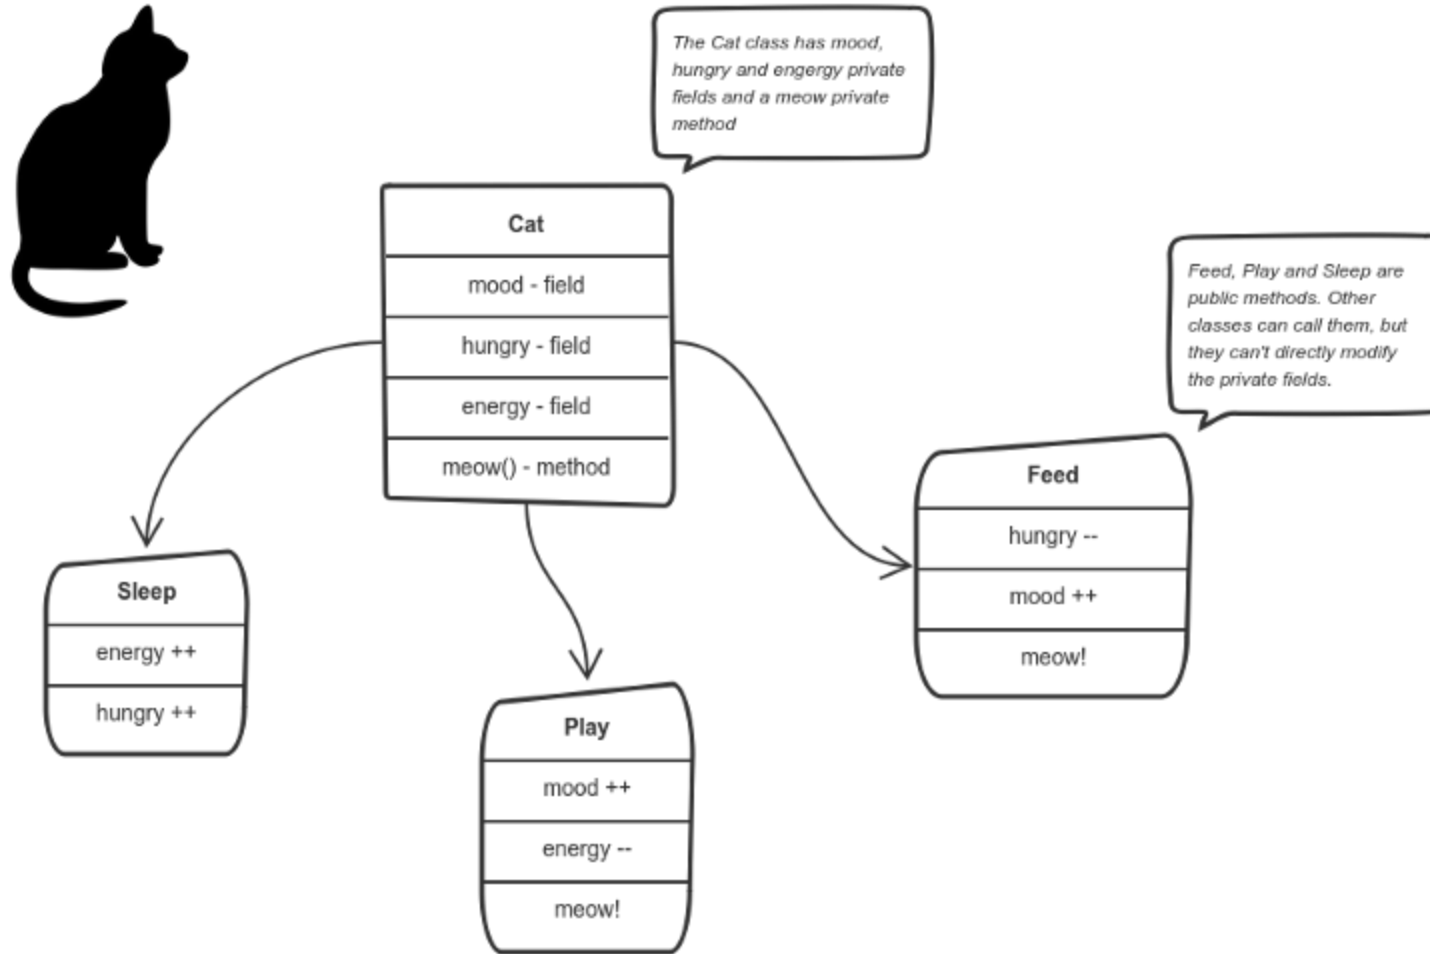 The Cat class has mood,
hungry and engergy private
fields and a meow private
method
Cat
mood - field
hungry - field
energy - field
meow() - method
Feed, Play and Sleep are
public methods. Other
classes can call them, but
they can't directly modify
the private fields.
Sleep
energy ++
hungry ++
Play
mood ++
energy --
meow!
Feed
hungry --
mood ++
meow!